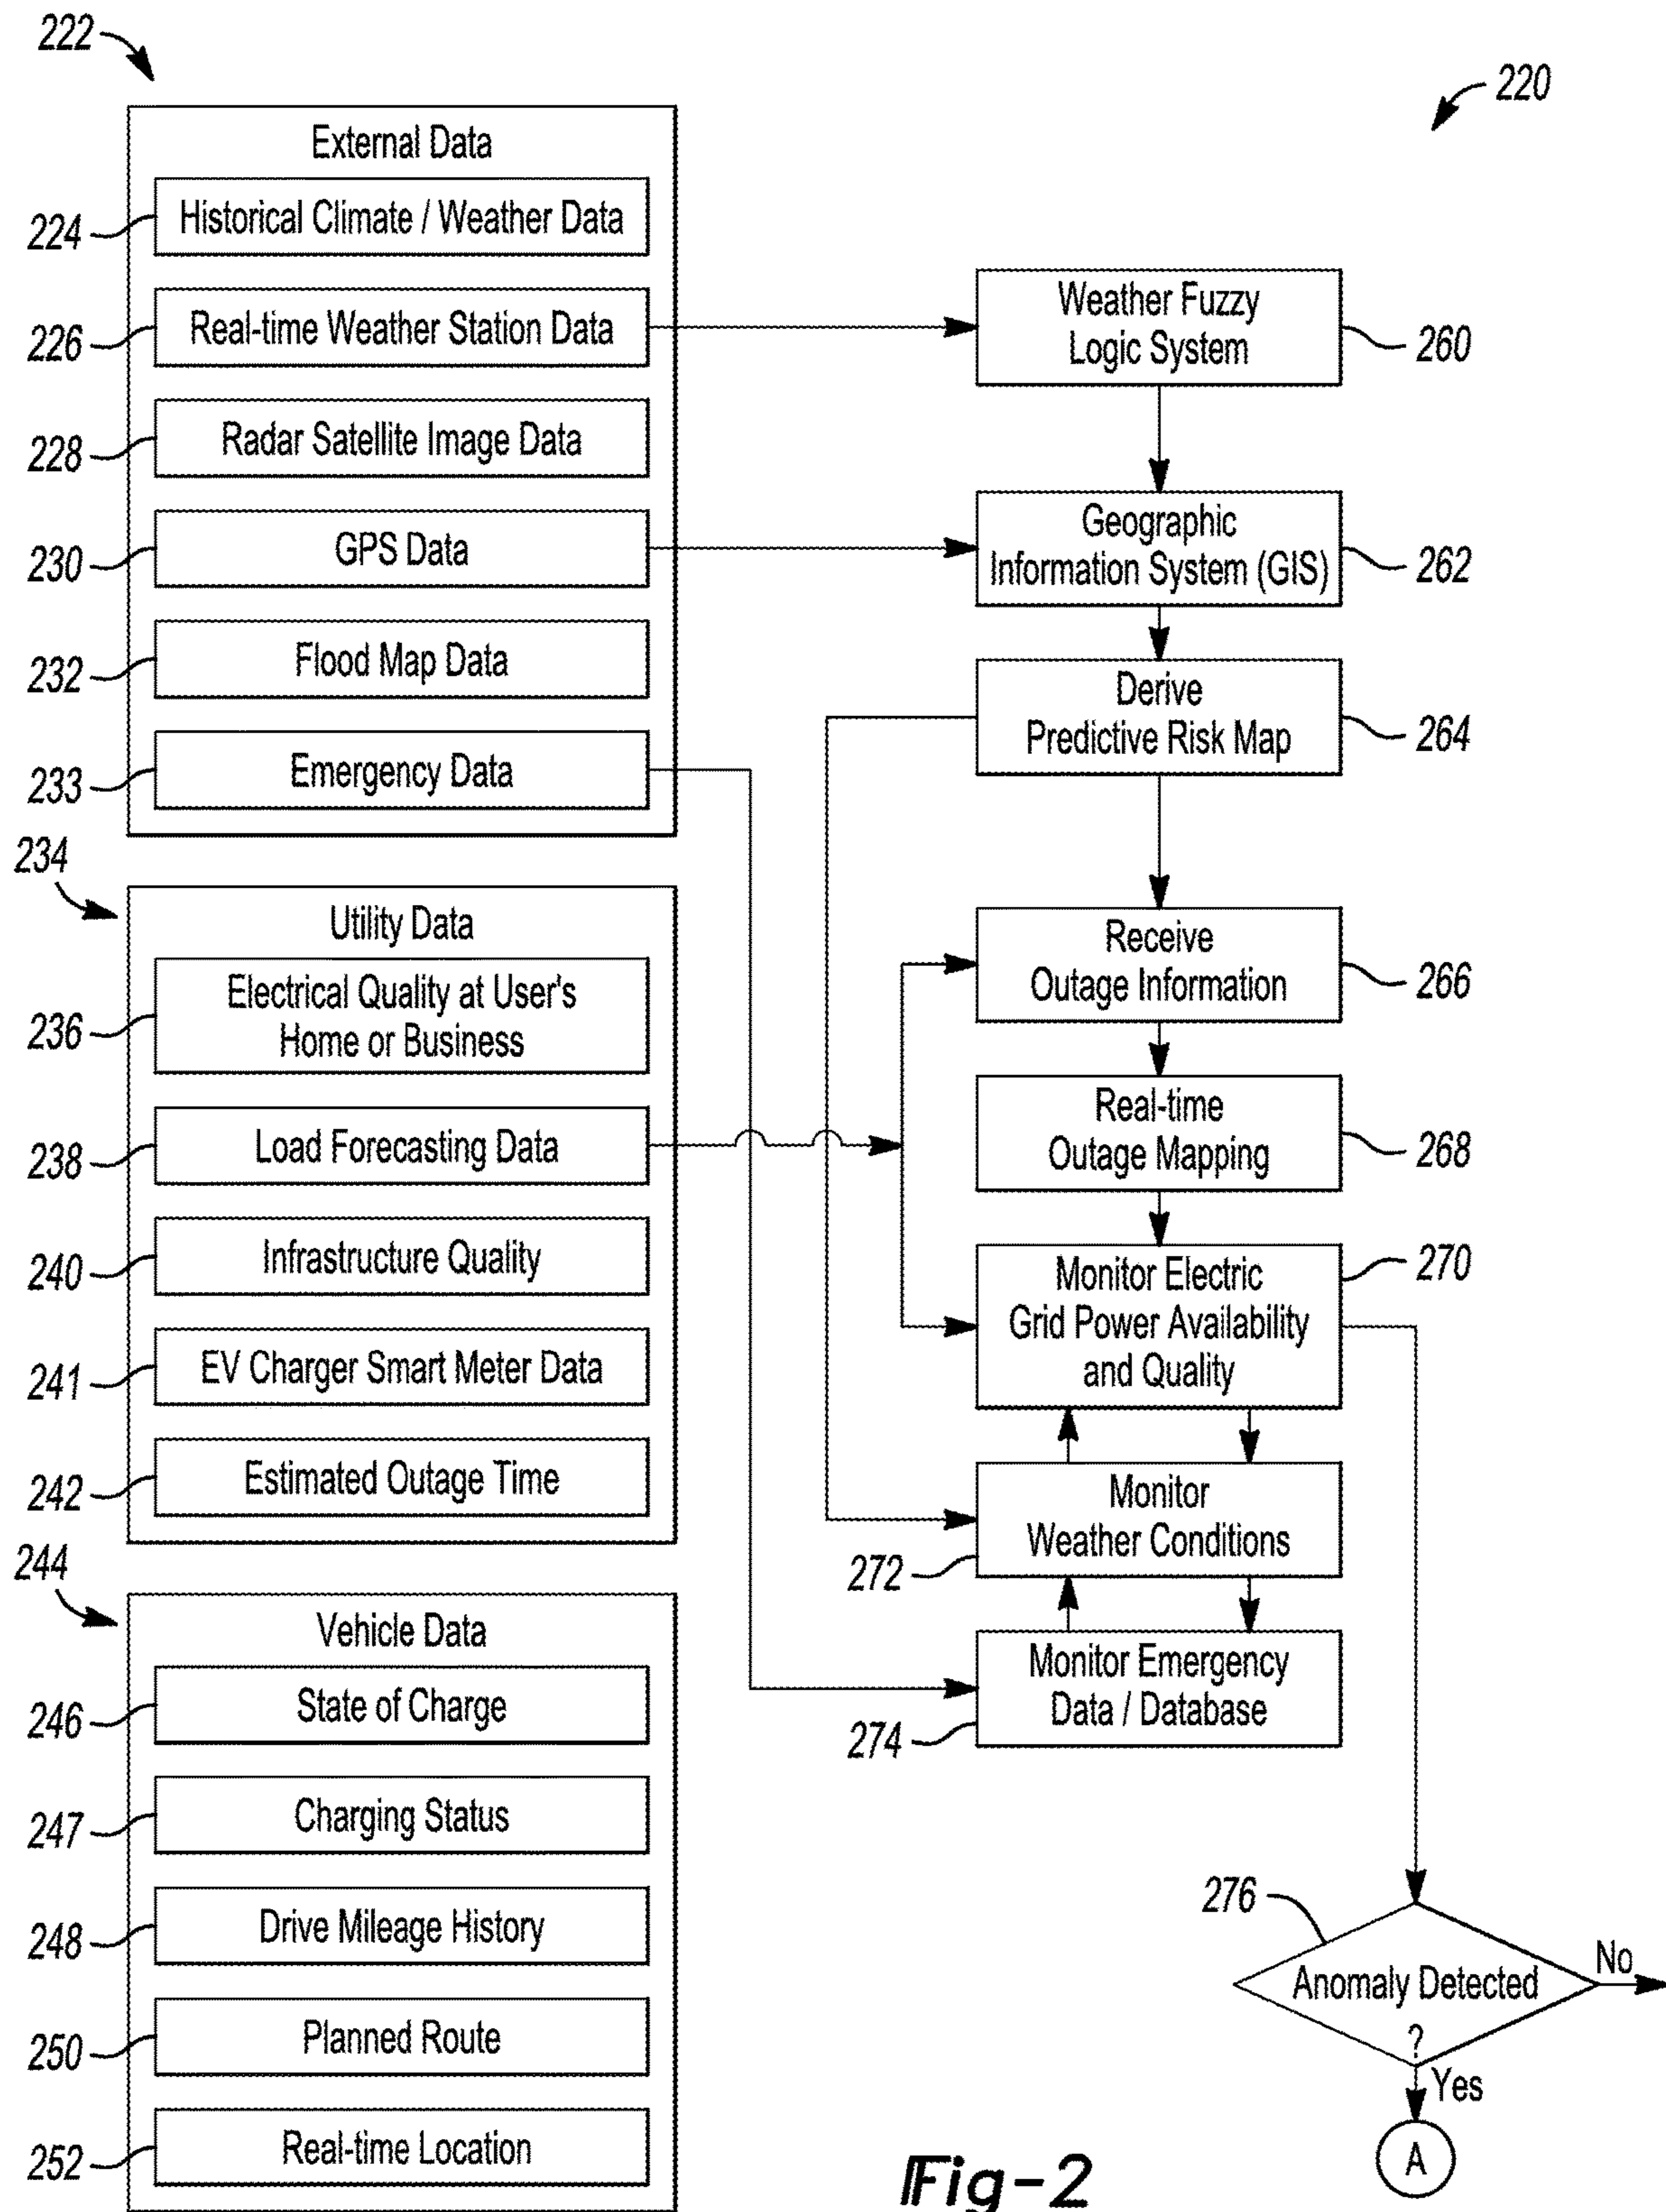 222
220
External Data
224
Historical Climate / Weather Data
226
Real-time Weather Station Data
228
Radar Satellite Image Data
230
GPS Data
232
Flood Map Data
233
Emergency Data
234
Utility Data
236
Electrical Quality at User's
Home or Business
238
Load Forecasting Data
240
Infrastructure Quality
241
EV Charger Smart Meter Data
242
Estimated Outage Time
244
Vehicle Data
246
State of Charge
247
Charging Status
248
Drive Mileage History
250
Planned Route
252
Real-time Location
Weather Fuzzy
Logic System
260
Geographic
Information System (GIS)
262
Derive
Predictive Risk Map
264
Receive
Outage Information
266
Real-time
Outage Mapping
268
Monitor Electric
Grid Power Availability
and Quality
270
Monitor
Weather Conditions
272
Monitor Emergency
Data / Database
274
276
Anomaly Detected
?
No
Yes
A
Fig-2